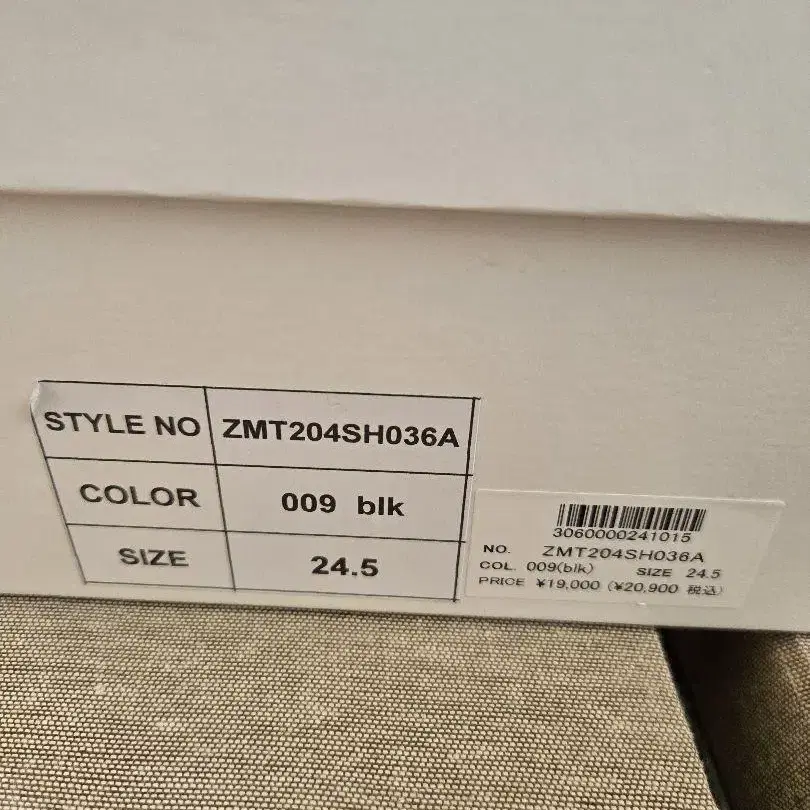 STYLE NO ZMT204SH036A
COLOR 009 blk
SIZE 24.5
3060000241015
NO. ZMT204SH036A
COL. 009(blk) SIZE 24.5
PRICE ¥19,000 (¥20,900 税込)